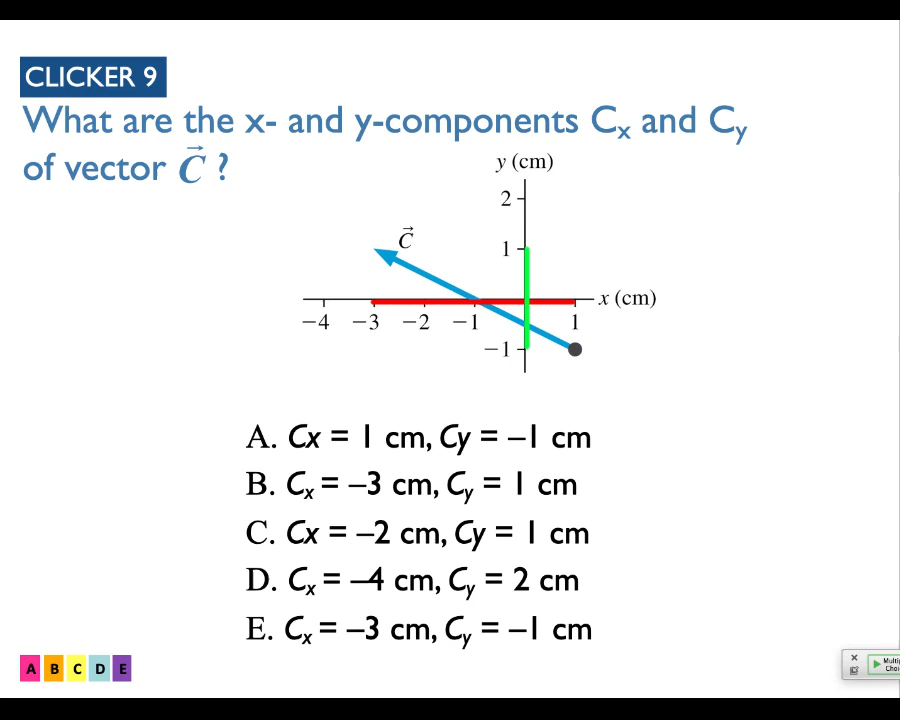 CLICKER 9
What are the x- and y-components Cx and Cy
of vector C⃗ ?
y (cm)
2
C⃗
1
x (cm)
−4 −3 −2 −1 1
−1
A. Cx = 1 cm, Cy = –1 cm
B. Cx = –3 cm, Cy = 1 cm
C. Cx = –2 cm, Cy = 1 cm
D. Cx = –4 cm, Cy = 2 cm
E. Cx = –3 cm, Cy = –1 cm
A B C D E